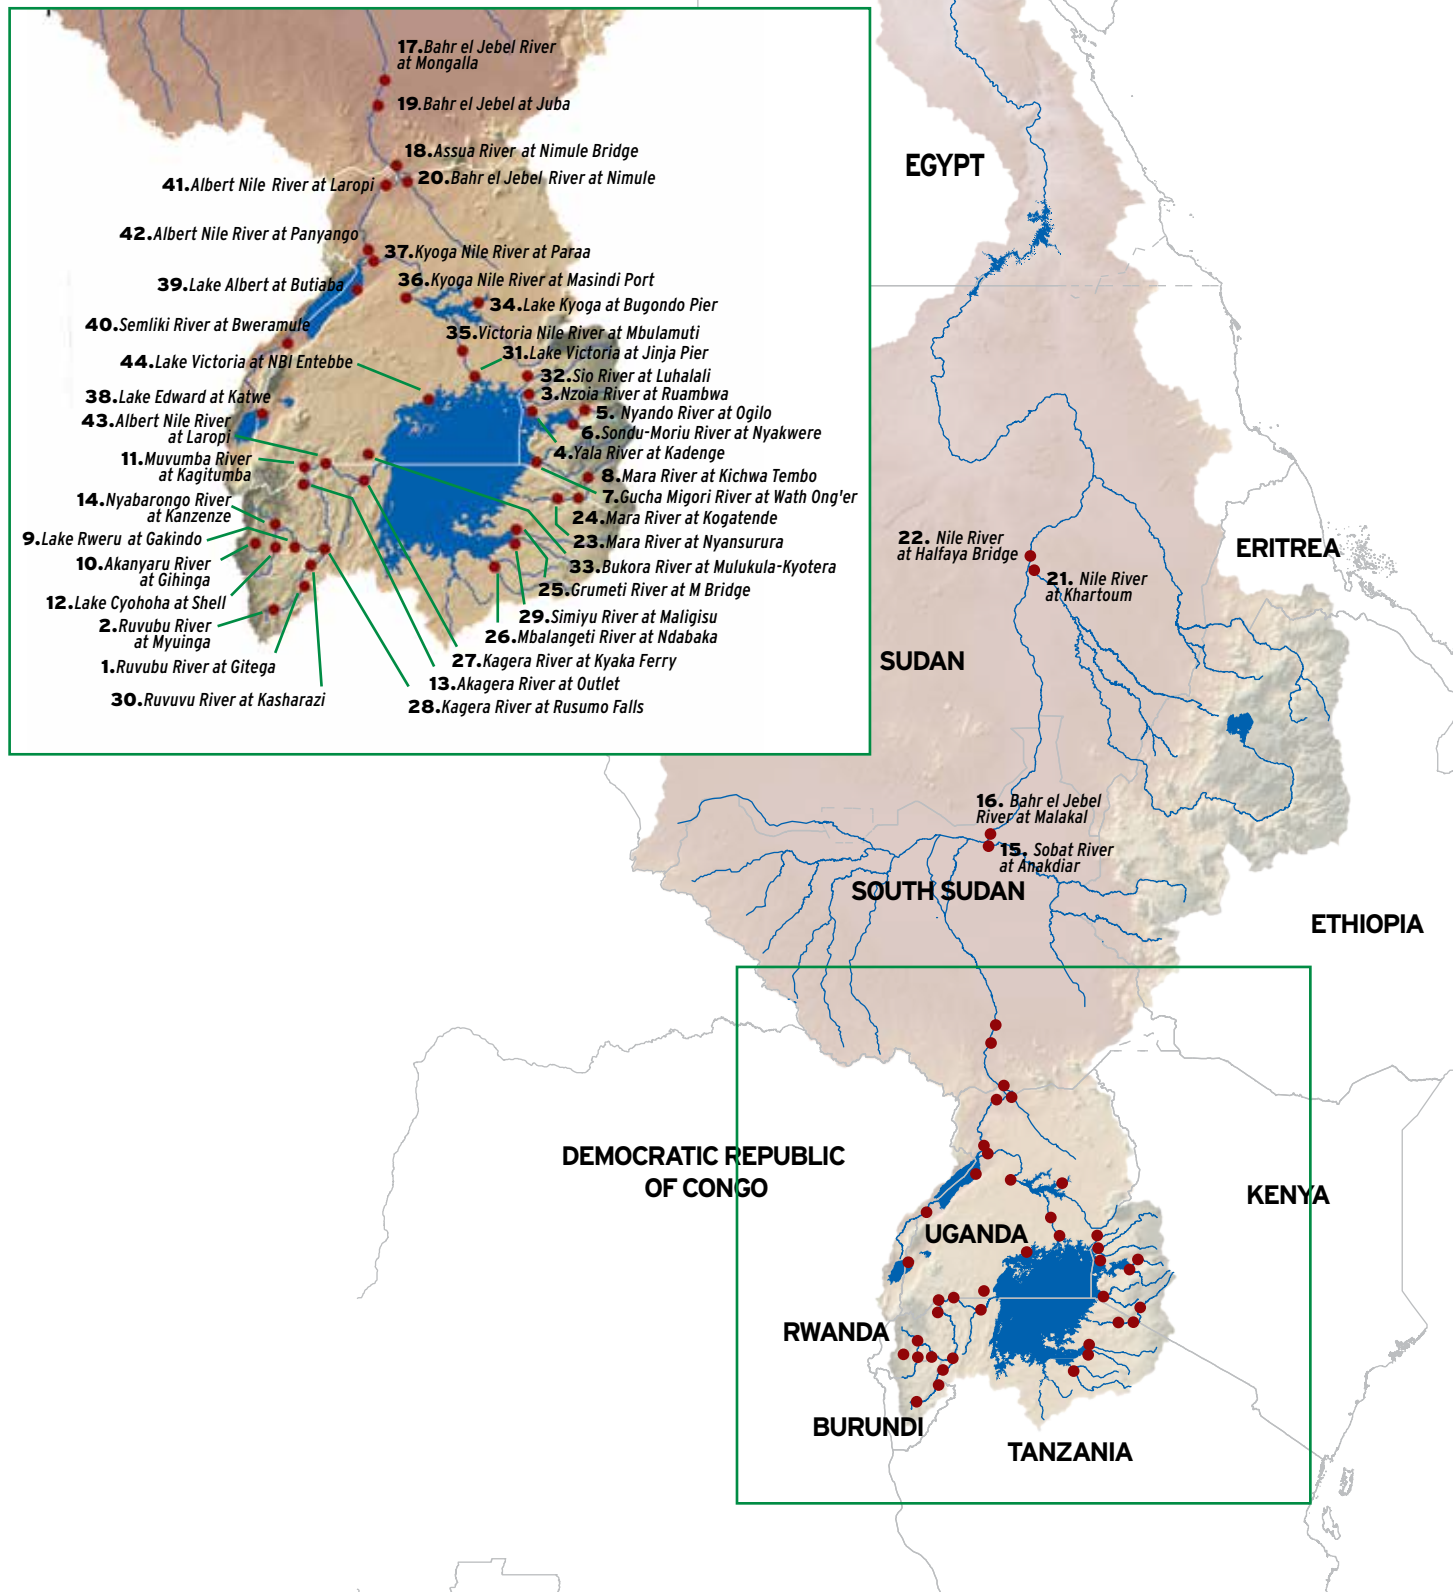 17.Bahr el Jebel River
at Mongalla
19.Bahr el Jebel at Juba
18.Assua River at Nimule Bridge
41.Albert Nile River at Laropi
20.Bahr el Jebel River at Nimule
42.Albert Nile River at Panyango
37.Kyoga Nile River at Paraa
36.Kyoga Nile River at Masindi Port
39.Lake Albert at Butiaba
34.Lake Kyoga at Bugondo Pier
40.Semliki River at Bweramule
35.Victoria Nile River at Mbulamuti
44.Lake Victoria at NBI Entebbe
31.Lake Victoria at Jinja Pier
32.Sio River at Luhalali
38.Lake Edward at Katwe
3.Nzoia River at Ruambwa
43.Albert Nile River
at Laropi
5. Nyando River at Ogilo
6.Sondu-Moriu River at Nyakwere
11.Muvumba River
at Kagitumba
4.Yala River at Kadenge
8.Mara River at Kichwa Tembo
14.Nyabarongo River
at Kanzenze
7.Gucha Migori River at Wath Ong'er
24.Mara River at Kogatende
9.Lake Rweru at Gakindo
23.Mara River at Nyansurura
10.Akanyaru River
at Gihinga
33.Bukora River at Mulukula-Kyotera
25.Grumeti River at M Bridge
12.Lake Cyohoha at Shell
29.Simiyu River at Maligisu
2.Ruvubu River
at Myuinga
26.Mbalangeti River at Ndabaka
1.Ruvubu River at Gitega
27.Kagera River at Kyaka Ferry
13.Akagera River at Outlet
30.Ruvuvu River at Kasharazi
28.Kagera River at Rusumo Falls
EGYPT
22. Nile River
at Halfaya Bridge
ERITREA
21. Nile River
at Khartoum
SUDAN
16. Bahr el Jebel
River at Malakal
15. Sobat River
at Anakdiar
SOUTH SUDAN
ETHIOPIA
DEMOCRATIC REPUBLIC
OF CONGO
KENYA
UGANDA
RWANDA
BURUNDI
TANZANIA